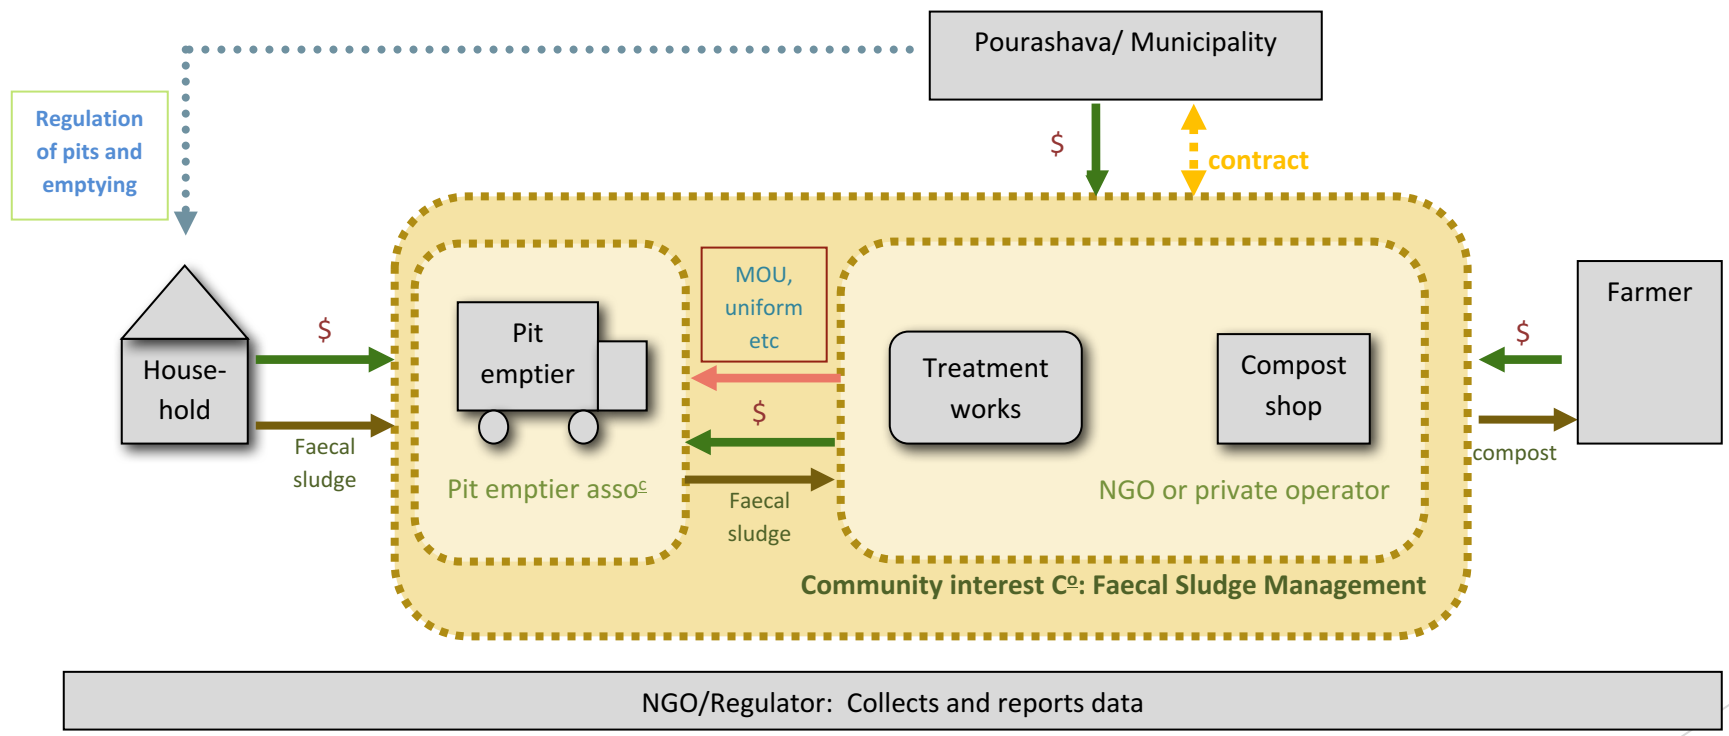 Pourashava/ Municipality
Regulation
of pits and
emptying
$
contract
House-
hold
$
Faecal
sludge
Pit
emptier
Pit emptier assoc
MOU,
uniform
etc
$
Faecal
sludge
Treatment
works
Compost
shop
NGO or private operator
Community interest Cº: Faecal Sludge Management
Farmer
$
compost
NGO/Regulator: Collects and reports data